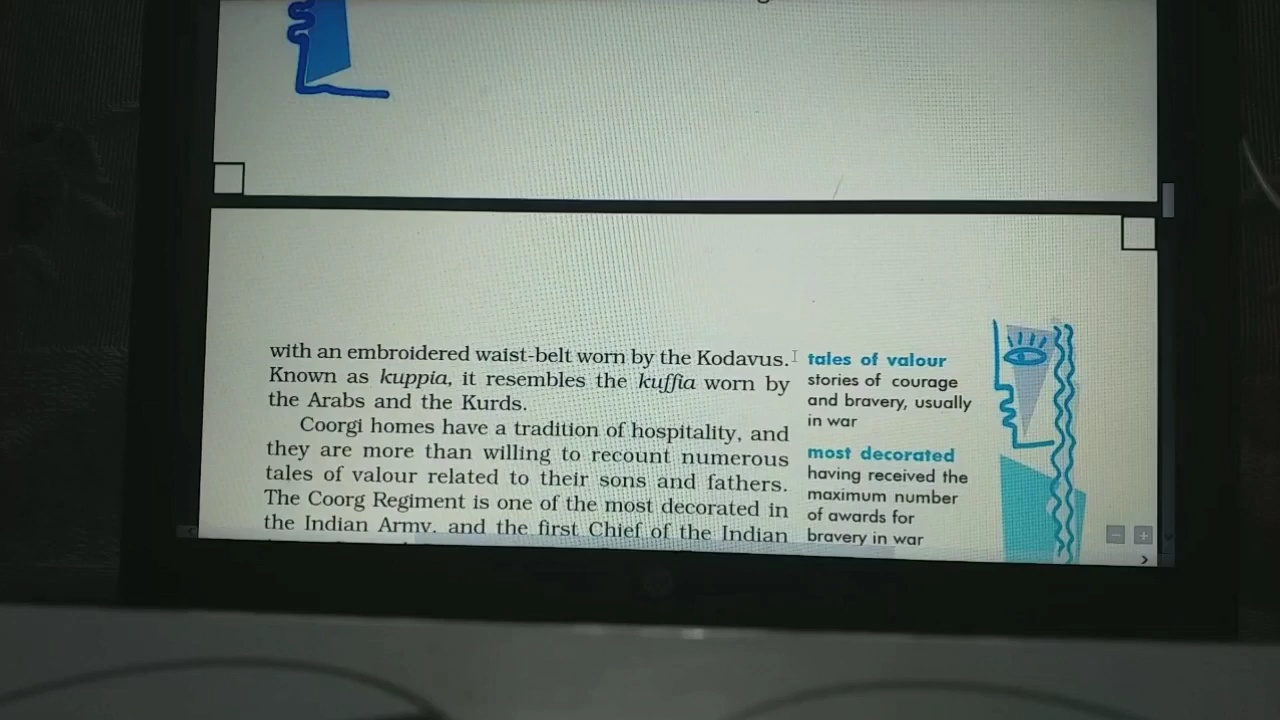 with an embroidered waist-belt worn by the Kodavus.
Known as kuppia, it resembles the kuffia worn by
the Arabs and the Kurds.
Coorgi homes have a tradition of hospitality, and
they are more than willing to recount numerous
tales of valour related to their sons and fathers.
The Coorg Regiment is one of the most decorated in
the Indian Army, and the first Chief of the Indian
tales of valour
stories of courage
and bravery, usually
in war
most decorated
having received the
maximum number
of awards for
bravery in war